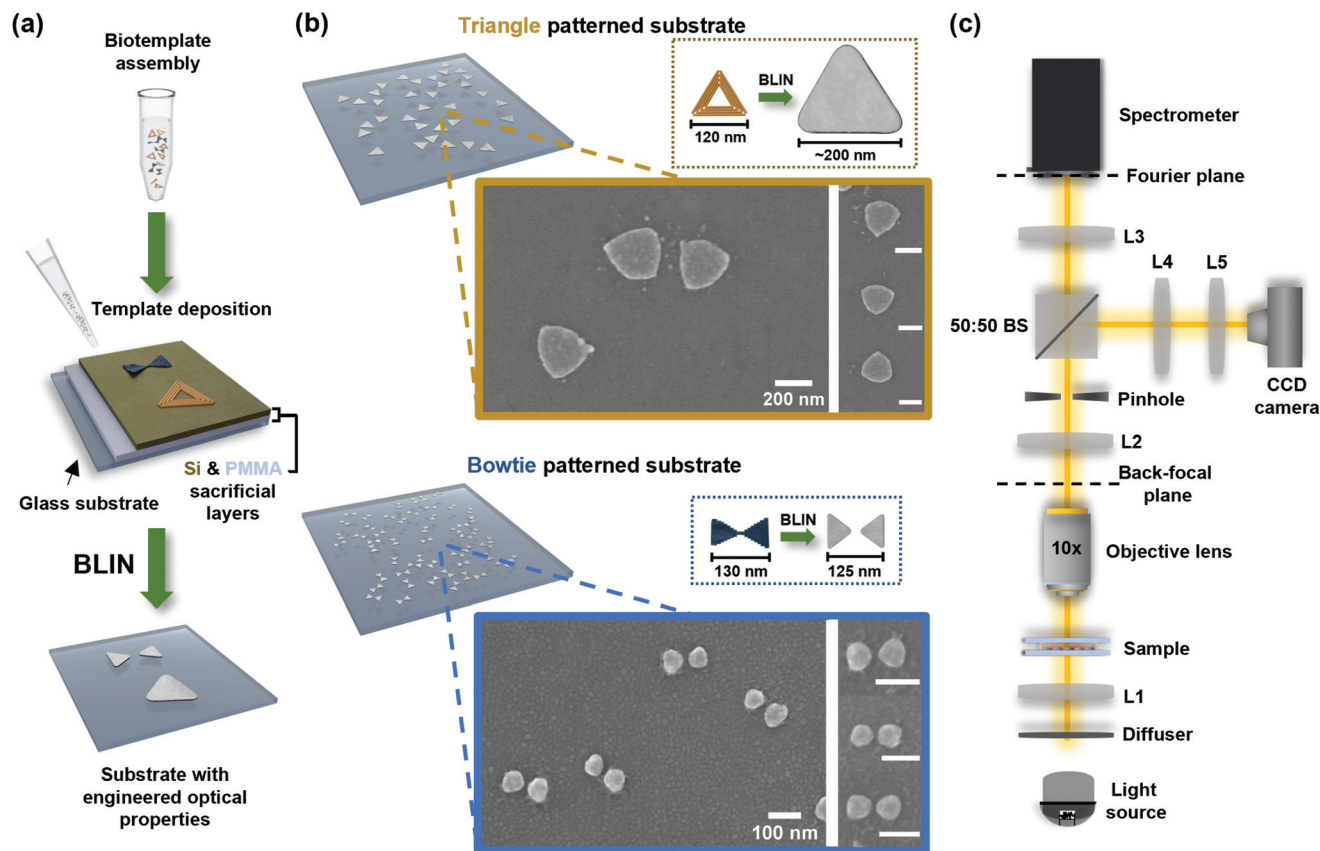 (a)
Biotemplate
assembly
Template deposition
Si & PMMA
sacrificial
layers
Glass substrate
BLIN
Substrate with
engineered optical
properties
(b)
Triangle patterned substrate
BLIN
120 nm
~200 nm
200 nm
Bowtie patterned substrate
BLIN
130 nm
125 nm
100 nm
(c)
Spectrometer
Fourier plane
L3
L4
L5
50:50 BS
CCD
camera
Pinhole
L2
Back-focal
plane
10x
Objective lens
Sample
L1
Diffuser
Light
source